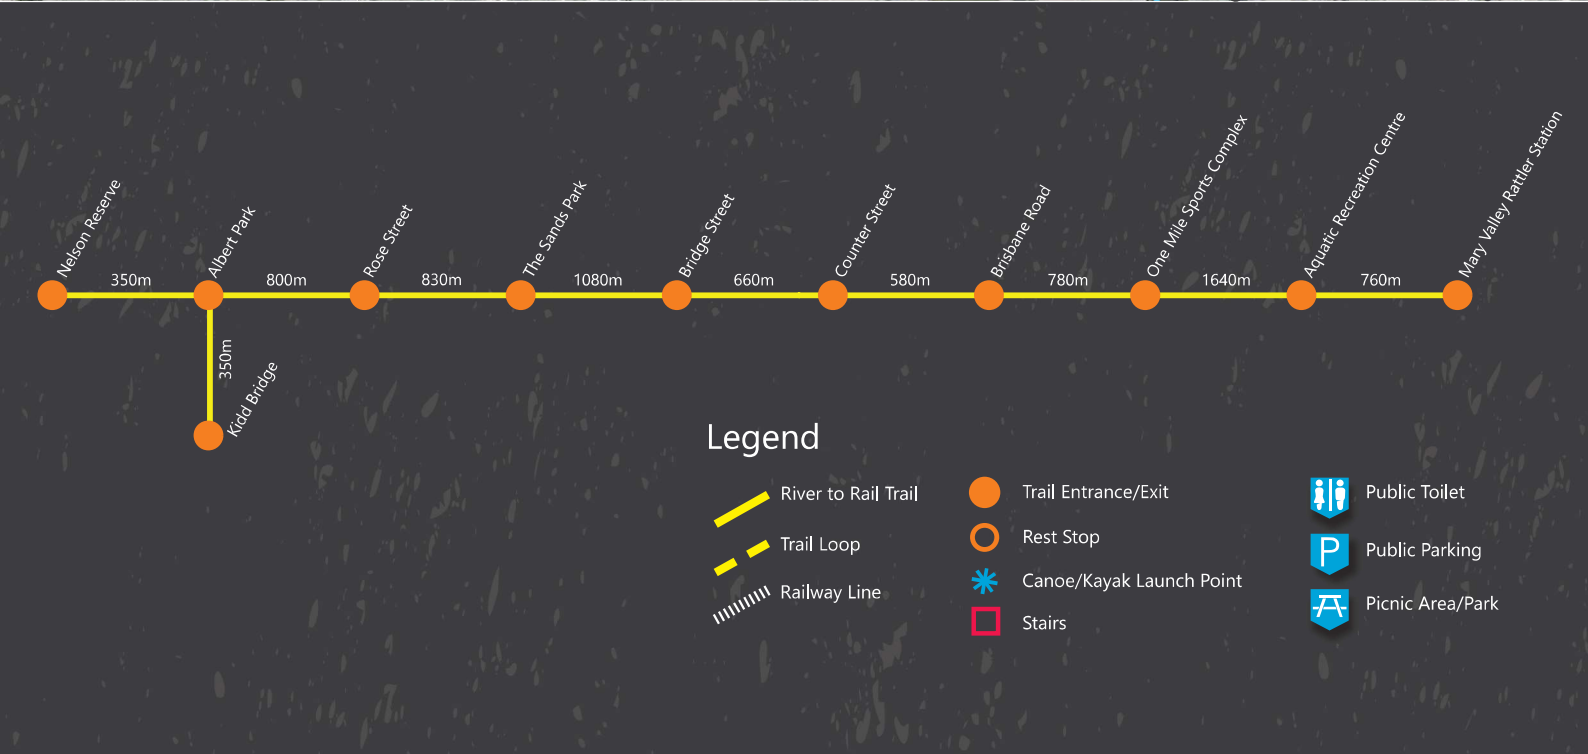 Nelson Reserve
Albert Park
Rose Street
The Sands Park
Bridge Street
Counter Street
Brisbane Road
One Mile Sports Complex
Aquatic Recreation Centre
Mary Valley Rattler Station
350m
800m
830m
1080m
660m
580m
780m
1640m
760m
350m
Kidd Bridge
Legend
River to Rail Trail
Trail Loop
Railway Line
Trail Entrance/Exit
Rest Stop
Canoe/Kayak Launch Point
Stairs
Public Toilet
P
Public Parking
Picnic Area/Park